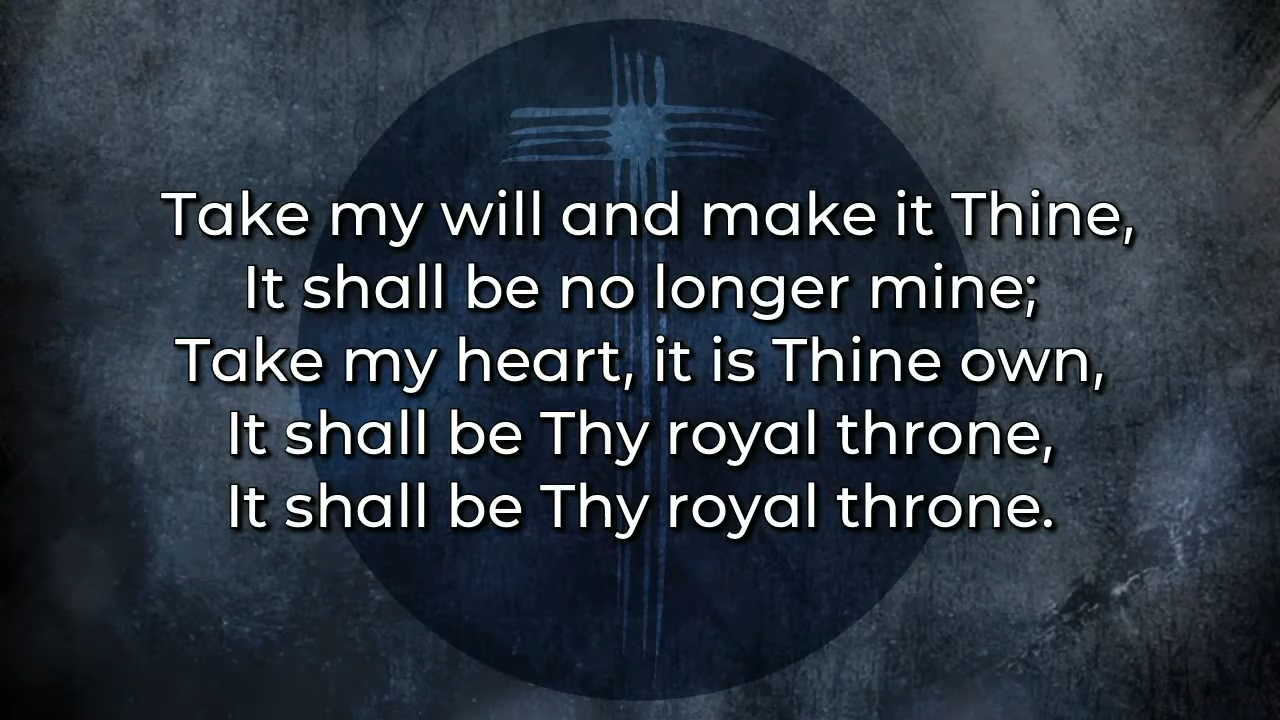 Take my will and make it Thine,
It shall be no longer mine;
Take my heart, it is Thine own,
It shall be Thy royal throne,
It shall be Thy royal throne.